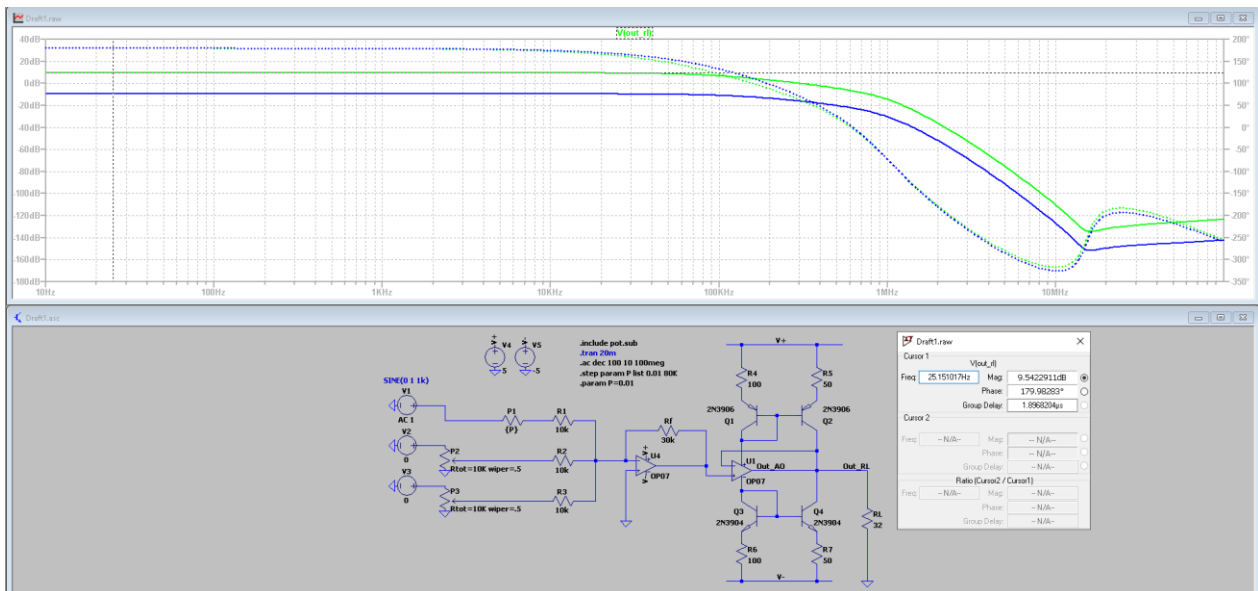 Draft1.raw
V(out_rl)
40dB
20dB
0dB
-20dB
-40dB
-60dB
-80dB
-100dB
-120dB
-140dB
-160dB
-180dB
200°
150°
100°
50°
0°
-50°
-100°
-150°
-200°
-250°
-300°
-350°
10Hz 100Hz 1KHz 10KHz 100KHz 1MHz 10MHz
Draft1.asc
SINE(0 1 1k)
V1
AC 1
V2
0
V3
0
V4
5
V5
-5
.include pot.sub
.tran 20m
.ac dec 100 10 100meg
.step param P list 0.01 80K
.param P=0.01
P1
{P}
R1
10k
P2
Rtot=10K wiper=.5
R2
10k
P3
Rtot=10K wiper=.5
R3
10k
Rf
30k
U4
OP07
V+
R4
100
R5
50
2N3906
Q1
2N3906
Q2
U1
OP07
Out_AO
Out_RL
Q3
2N3904
Q4
2N3904
R6
100
R7
50
V-
RL
32
Draft1.raw
Cursor 1
V(out_rl)
Freq: 25.151017Hz Mag: 9.5422911dB
Phase: 179.98283°
Group Delay: 1.8968204µs
Cursor 2
Freq: -- N/A-- Mag: -- N/A--
Phase: -- N/A--
Group Delay: -- N/A--
Ratio (Cursor2 / Cursor1)
Freq: -- N/A-- Mag: -- N/A--
Phase: -- N/A--
Group Delay: -- N/A--